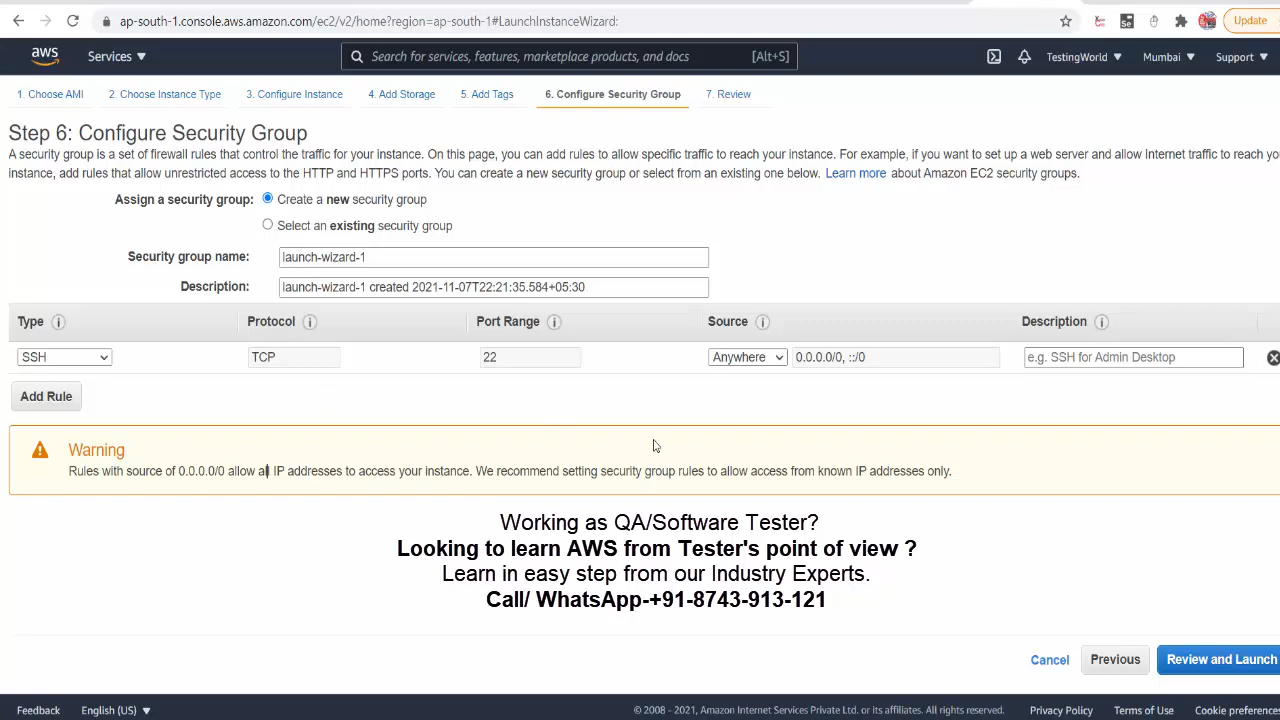 ap-south-1.console.aws.amazon.com/ec2/v2/home?region=ap-south-1#LaunchInstanceWizard:
Update
aws Services Search for services, features, marketplace products, and docs [Alt+S] TestingWorld Mumbai Support
1. Choose AMI 2. Choose Instance Type 3. Configure Instance 4. Add Storage 5. Add Tags 6. Configure Security Group 7. Review
Step 6: Configure Security Group
A security group is a set of firewall rules that control the traffic for your instance. On this page, you can add rules to allow specific traffic to reach your instance. For example, if you want to set up a web server and allow Internet traffic to reach you
instance, add rules that allow unrestricted access to the HTTP and HTTPS ports. You can create a new security group or select from an existing one below. Learn more about Amazon EC2 security groups.
Assign a security group: Create a new security group
Select an existing security group
Security group name: launch-wizard-1
Description: launch-wizard-1 created 2021-11-07T22:21:35.584+05:30
Type Protocol Port Range Source Description
SSH TCP 22 Anywhere 0.0.0.0/0, ::/0 e.g. SSH for Admin Desktop
Add Rule
Warning
Rules with source of 0.0.0.0/0 allow all IP addresses to access your instance. We recommend setting security group rules to allow access from known IP addresses only.
Working as QA/Software Tester?
Looking to learn AWS from Tester's point of view ?
Learn in easy step from our Industry Experts.
Call/ WhatsApp-+91-8743-913-121
Cancel Previous Review and Launch
Feedback English (US) © 2008 - 2021, Amazon Internet Services Private Ltd. or its affiliates. All rights reserved. Privacy Policy Terms of Use Cookie preferences